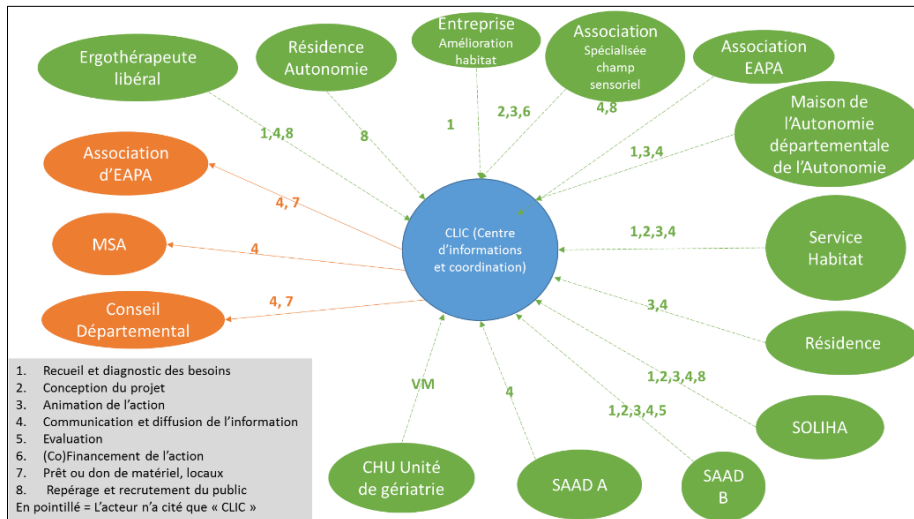 Ergothérapeute
libéral
Résidence
Autonomie
Entreprise
Amélioration
habitat
Association
Spécialisée
champ
sensoriel
Association
EAPA
Maison de
l'Autonomie
départementale
de l'Autonomie
Association
d'EAPA
MSA
Conseil
Départemental
CLIC (Centre
d'informations
et coordination)
Service
Habitat
Résidence
SOLIHA
SAAD
B
SAAD A
CHU Unité
de gériatrie
1,4,8
8
1
2,3,6
4,8
1,3,4
1,2,3,4
3,4
1,2,3,4,8
1,2,3,4,5
4
VM
4, 7
4
4, 7
1. Recueil et diagnostic des besoins
2. Conception du projet
3. Animation de l'action
4. Communication et diffusion de l'information
5. Evaluation
6. (Co)Financement de l'action
7. Prêt ou don de matériel, locaux
8. Repérage et recrutement du public
En pointillé = L'acteur n'a cité que « CLIC »